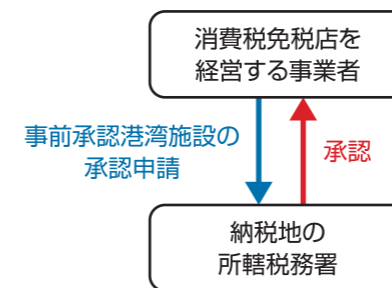 消費税免税店を
経営する事業者
事前承認港湾施設の
承認申請
承認
納税地の
所轄税務署